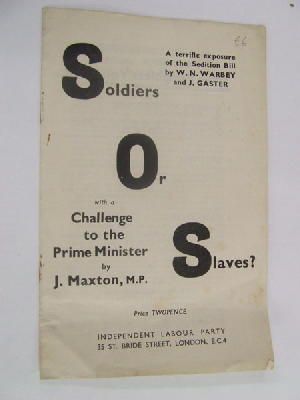 £6
A terrific exposure
of the Sedition Bill
by W. N. WARBEY
and J. GASTER
Soldiers
Or
with a
Challenge
to the
Prime Minister
by
J. Maxton, M.P.
Slaves?
Price TWOPENCE
INDEPENDENT LABOUR PARTY
35 ST. BRIDE STREET, LONDON, E.C.4